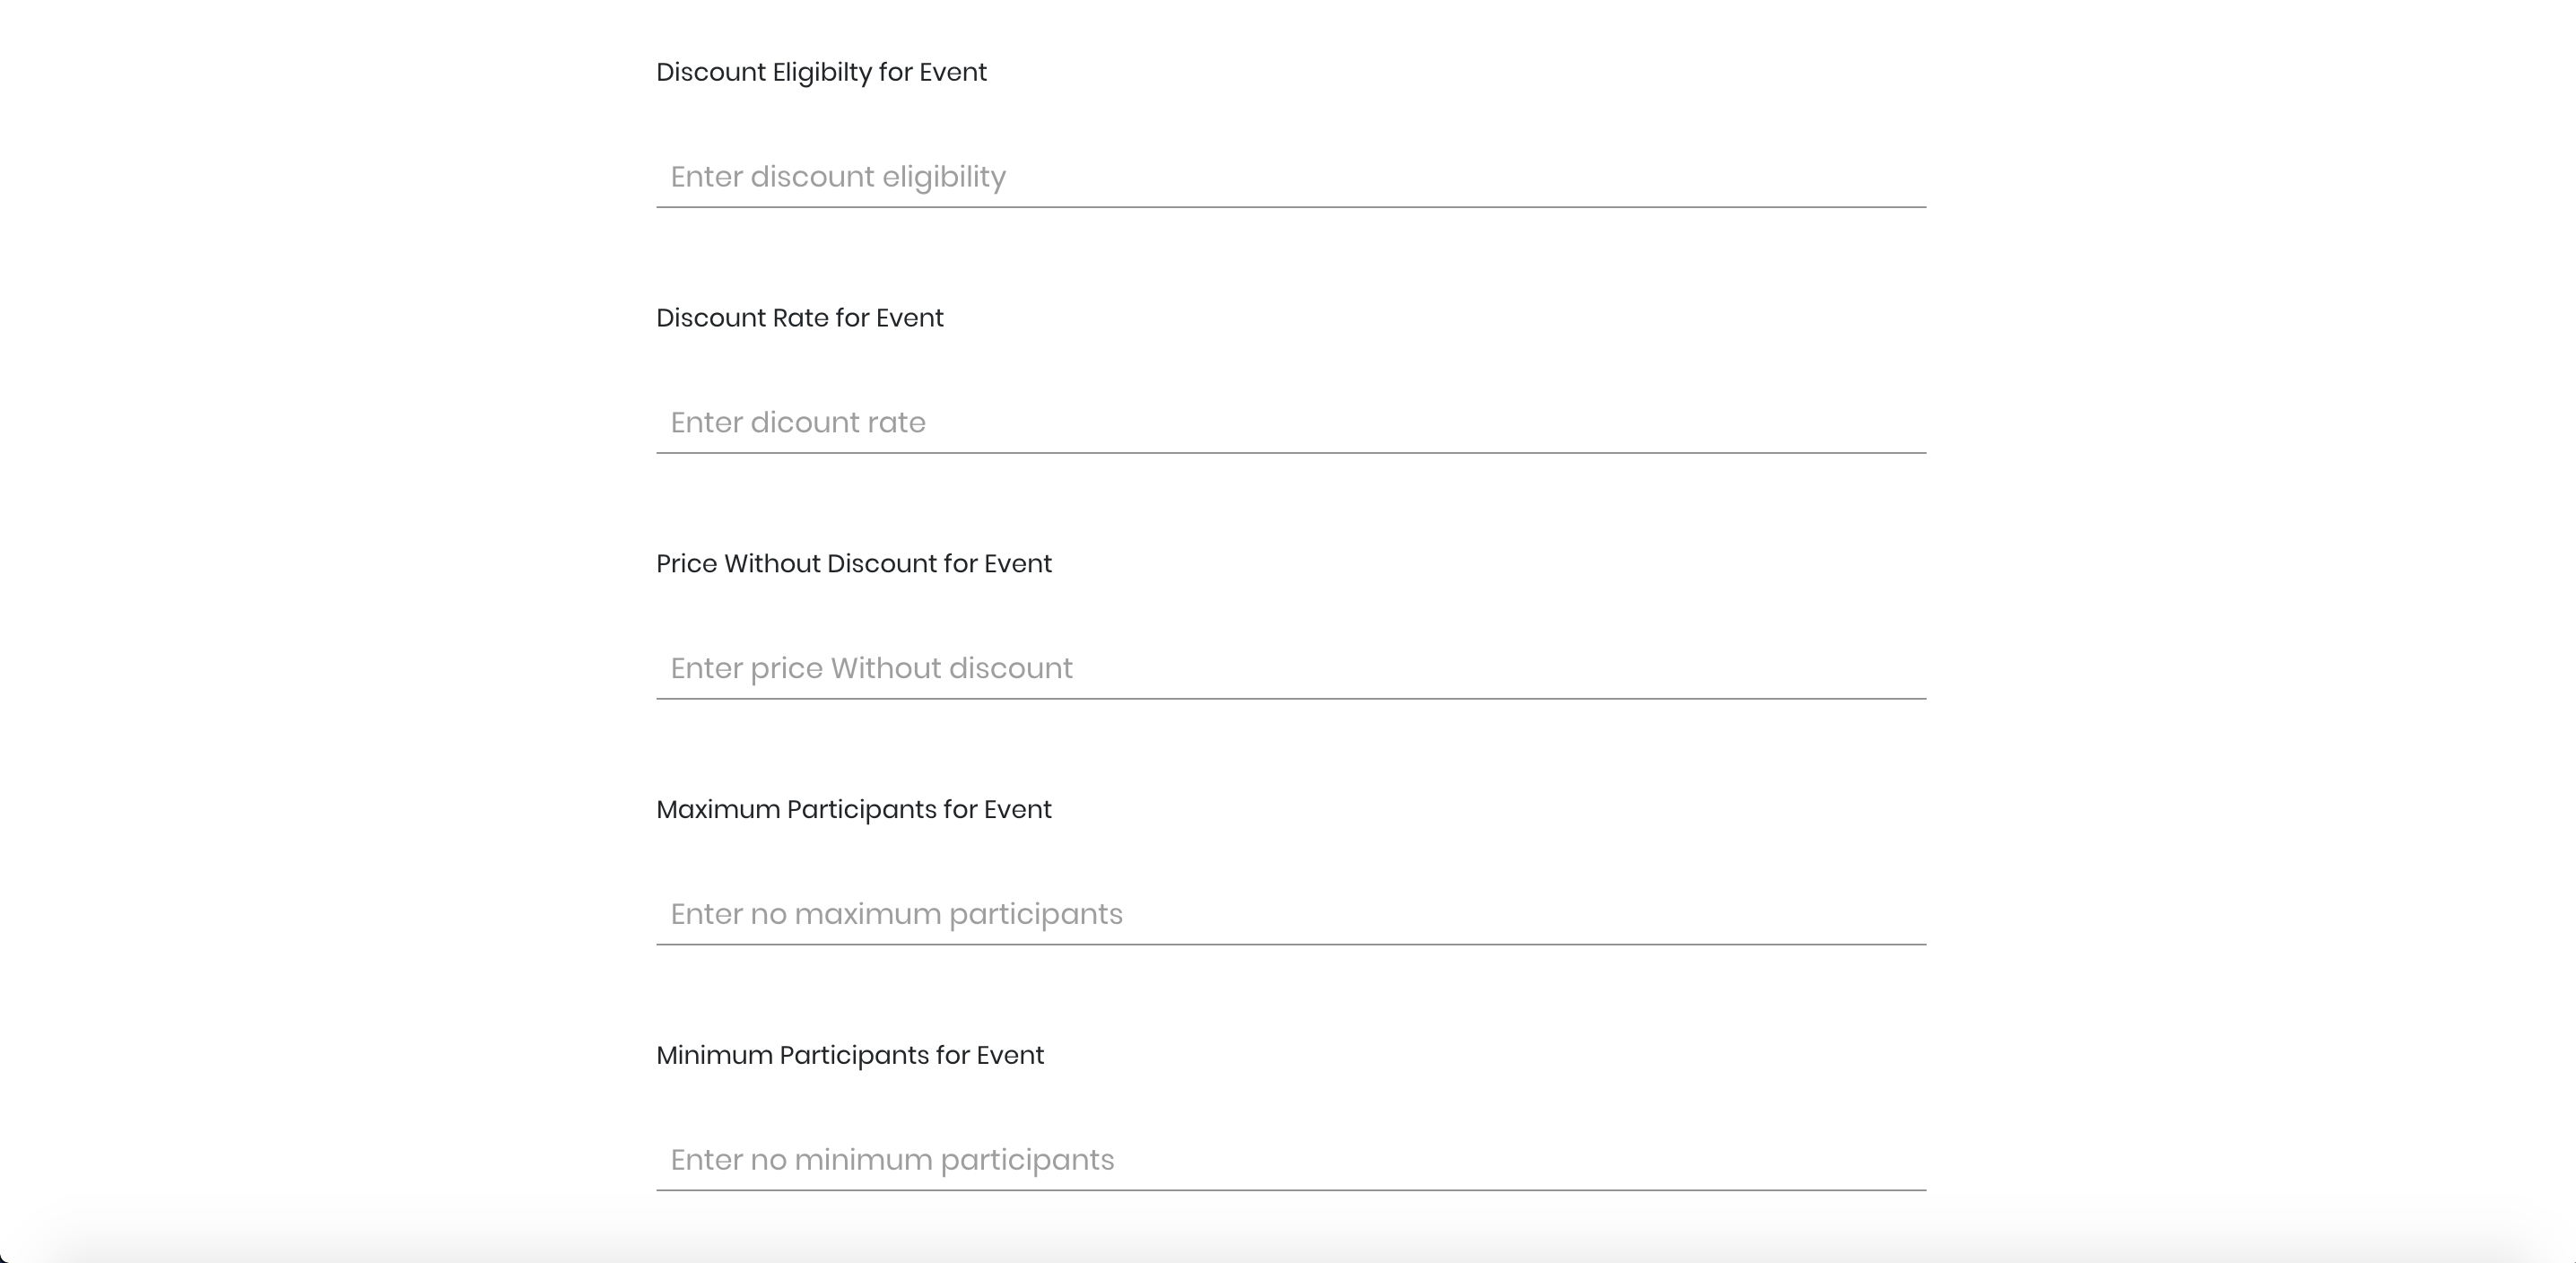 Discount Eligibilty for Event
Enter discount eligibility
Discount Rate for Event
Enter dicount rate
Price Without Discount for Event
Enter price Without discount
Maximum Participants for Event
Enter no maximum participants
Minimum Participants for Event
Enter no minimum participants